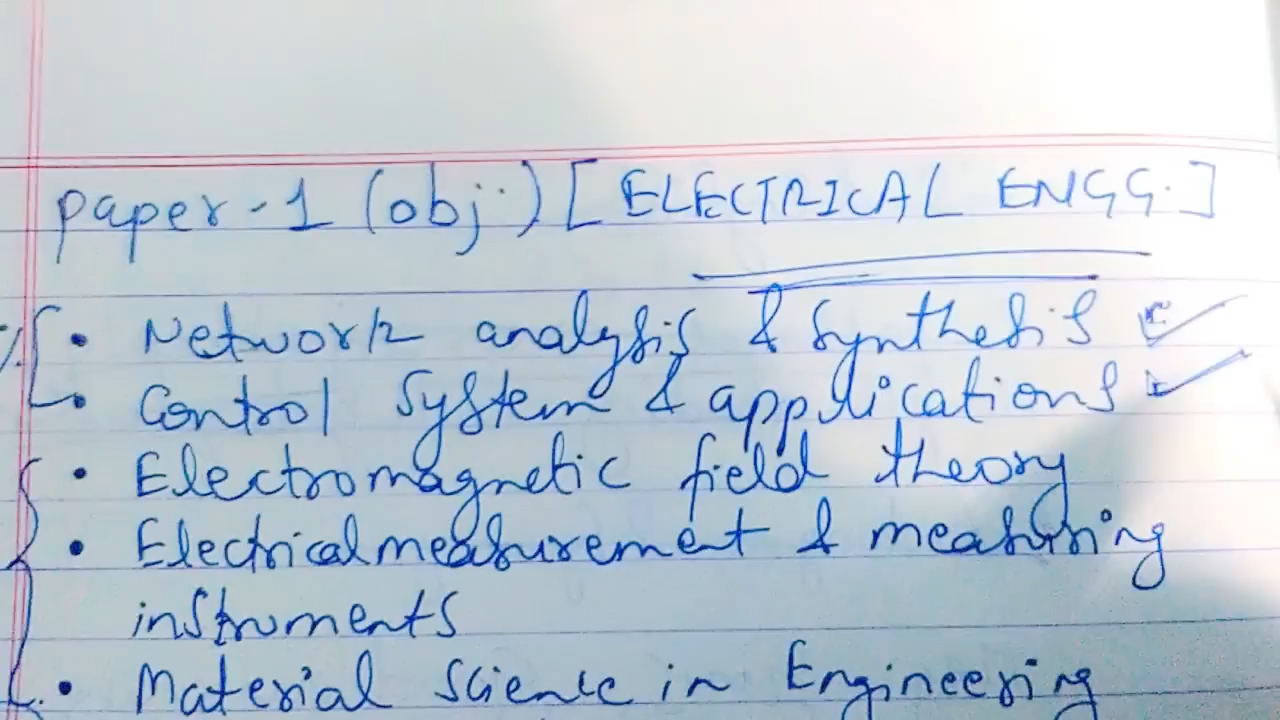 paper-1 (obj.) [ELECTRICAL ENGG.]
• Network analysis & Synthesis
• Control System & applications
• Electromagnetic field theory
• Electrical measurement & measuring
instruments
• Material Science in Engineering